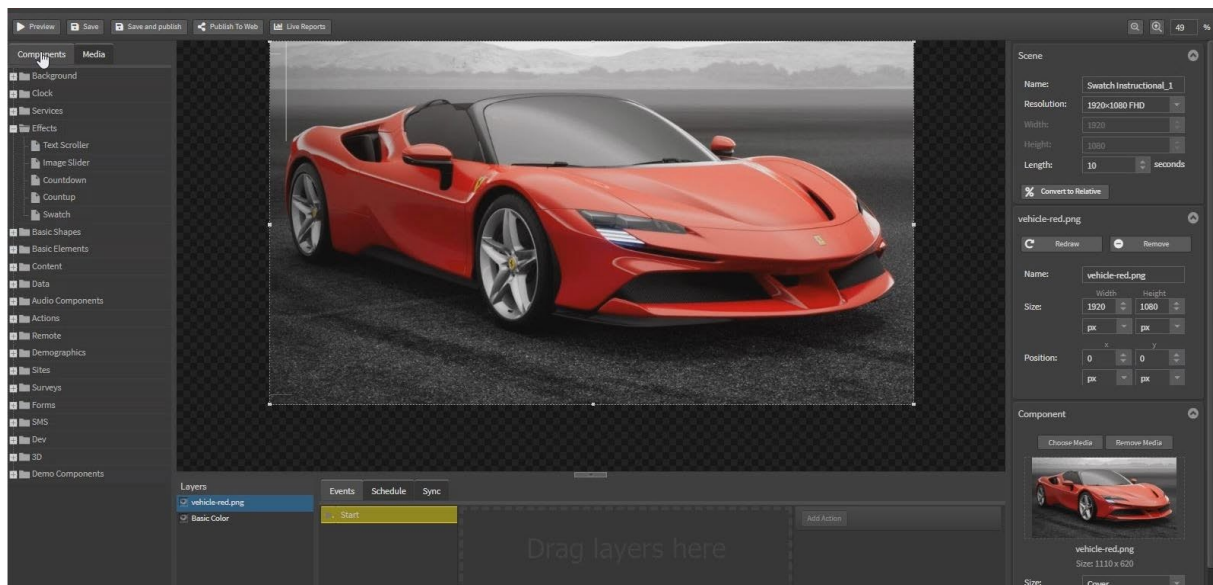 Preview Save Save and publish Publish To Web Live Reports 49 %
Components Media
Background
Clock
Services
Effects
Text Scroller
Image Slider
Countdown
Countup
Swatch
Basic Shapes
Basic Elements
Content
Data
Audio Components
Actions
Remote
Demographics
Sites
Surveys
Forms
SMS
Dev
3D
Demo Components
Layers
vehicle-red.png
Basic Color
Events Schedule Sync
Start
Drag layers here
Add Action
Scene
Name: Swatch Instructional_1
Resolution: 1920×1080 FHD
Width: 1920
Height: 1080
Length: 10 seconds
% Convert to Relative
vehicle-red.png
Redraw Remove
Name: vehicle-red.png
Width Height
Size: 1920 1080
px px
x y
Position: 0 0
px px
Component
Choose Media Remove Media
vehicle-red.png
Size: 1110 x 620
Size: Cover